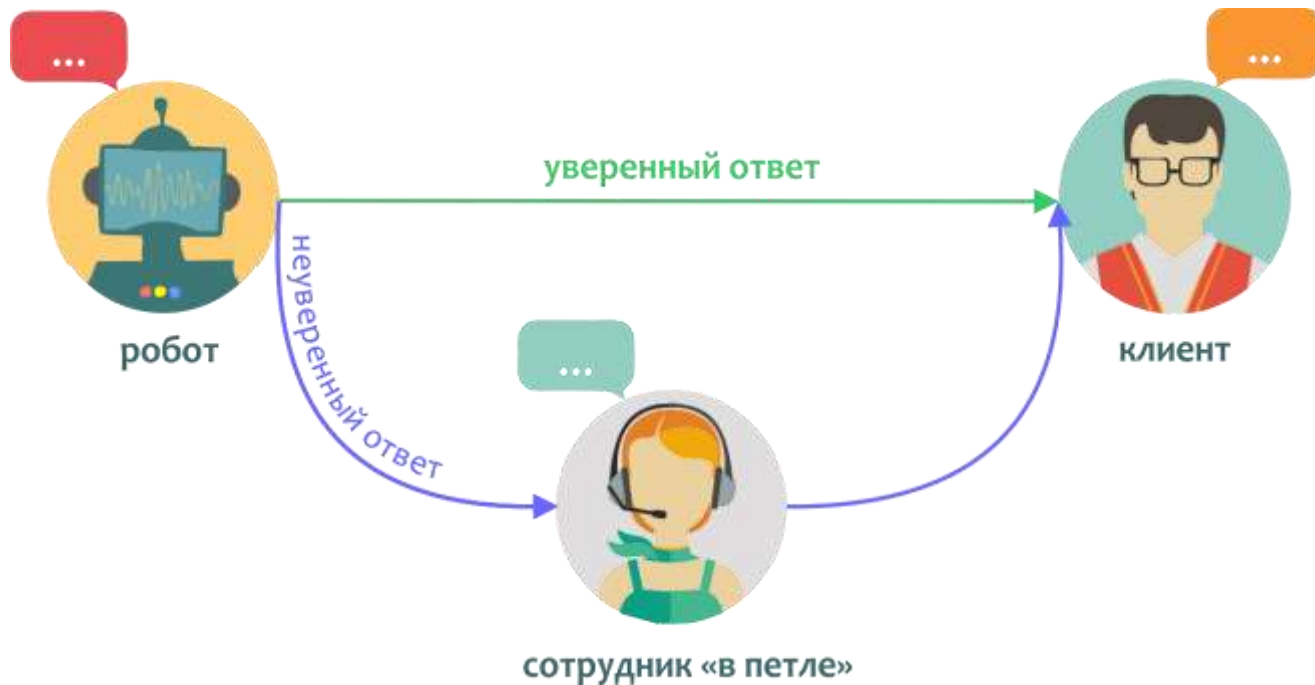 ...
...
уверенный ответ
неуверенный ответ
робот
клиент
...
сотрудник «в петле»